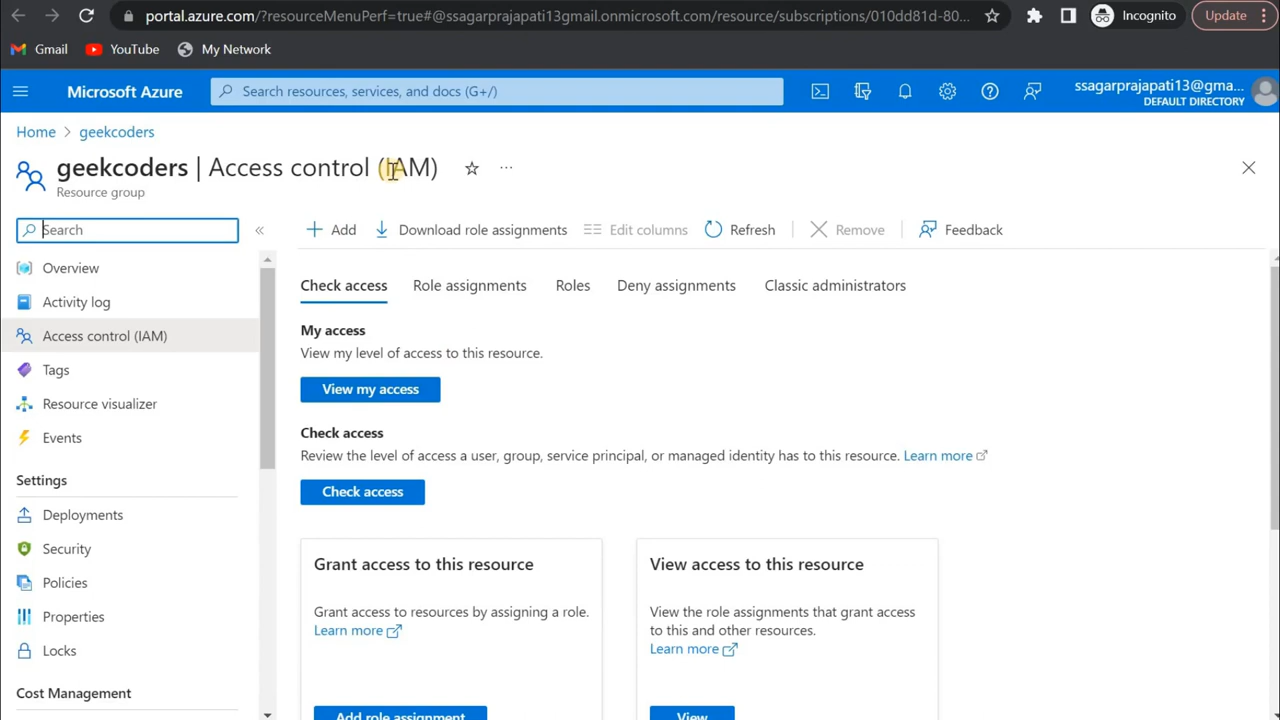 portal.azure.com/?resourceMenuPerf=true#@ssagarprajapati13gmail.onmicrosoft.com/resource/subscriptions/010dd81d-80...
Incognito
Update
Gmail
YouTube
My Network
Microsoft Azure
Search resources, services, and docs (G+/)
ssagarprajapati13@gma...
DEFAULT DIRECTORY
Home > geekcoders
geekcoders | Access control (IAM)
...
Resource group
Search
«
Add
Download role assignments
Edit columns
Refresh
Remove
Feedback
Overview
Activity log
Access control (IAM)
Tags
Resource visualizer
Events
Settings
Deployments
Security
Policies
Properties
Locks
Cost Management
Check access
Role assignments
Roles
Deny assignments
Classic administrators
My access
View my level of access to this resource.
View my access
Check access
Review the level of access a user, group, service principal, or managed identity has to this resource. Learn more
Check access
Grant access to this resource
Grant access to resources by assigning a role.
Learn more
Add role assignment
View access to this resource
View the role assignments that grant access
to this and other resources.
Learn more
View